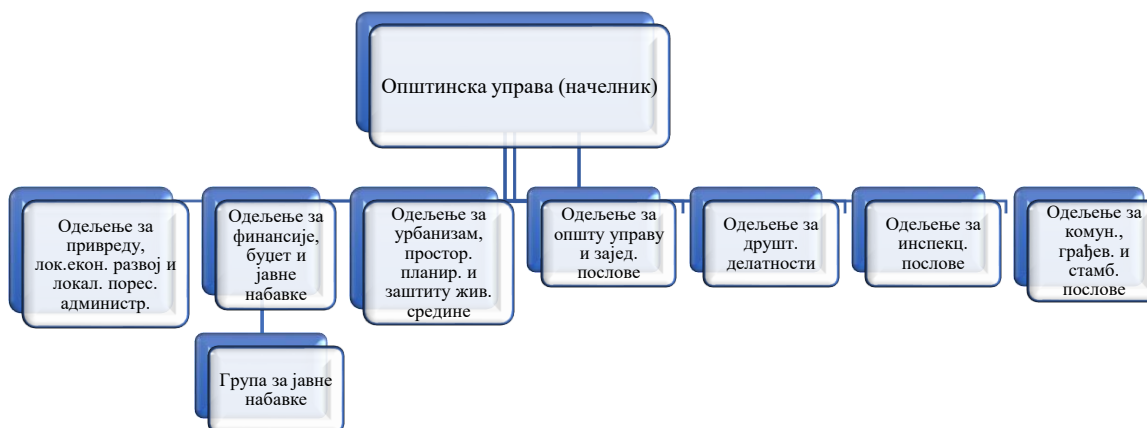 Општинска управа (начелник)
Одељење за
привреду,
лок.екон. развој и
локал. порес.
администр.
Одељење за
финансије,
буџет и
јавне
набавке
Одељење за
урбанизам,
простор.
планир. и
заштиту жив.
средине
Одељење за
општу управу
и зајед.
послове
Одељење за
друшт.
делатности
Одељење за
инспекц.
послове
Одељење за
комун.,
грађев. и
стамб.
послове
Група за јавне
набавке